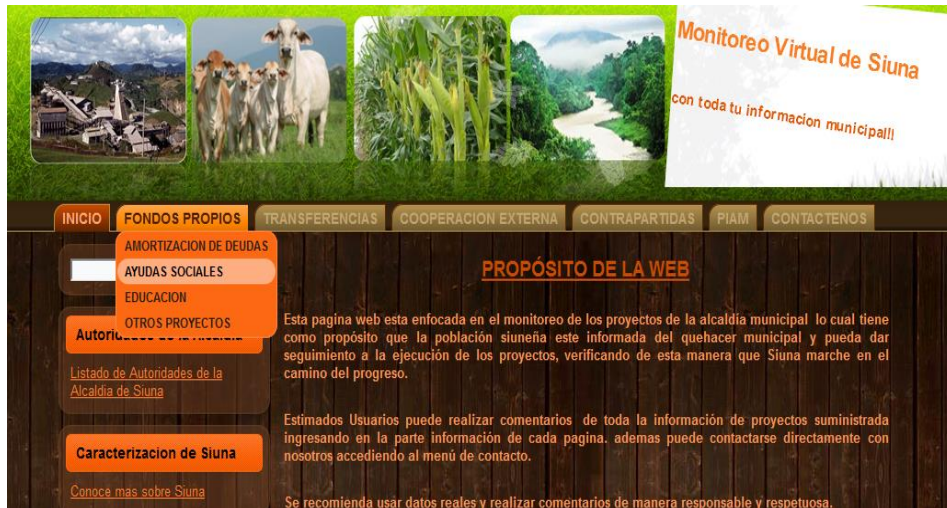 Monitoreo Virtual de Siuna
con toda tu informacion municipal!!
INICIO
FONDOS PROPIOS
TRANSFERENCIAS
COOPERACION EXTERNA
CONTRAPARTIDAS
PIAM
CONTACTENOS
AMORTIZACION DE DEUDAS
AYUDAS SOCIALES
EDUCACION
OTROS PROYECTOS
Autoridades de la Alcaldia
Listado de Autoridades de la
Alcaldia de Siuna
Caracterizacion de Siuna
Conoce mas sobre Siuna
PROPÓSITO DE LA WEB
Esta pagina web esta enfocada en el monitoreo de los proyectos de la alcaldía municipal lo cual tiene
como propósito que la población siuneña este informada del quehacer municipal y pueda dar
seguimiento a la ejecución de los proyectos, verificando de esta manera que Siuna marche en el
camino del progreso.
Estimados Usuarios puede realizar comentarios de toda la información de proyectos suministrada
ingresando en la parte información de cada pagina. ademas puede contactarse directamente con
nosotros accediendo al menú de contacto.
Se recomienda usar datos reales y realizar comentarios de manera responsable y respetuosa.